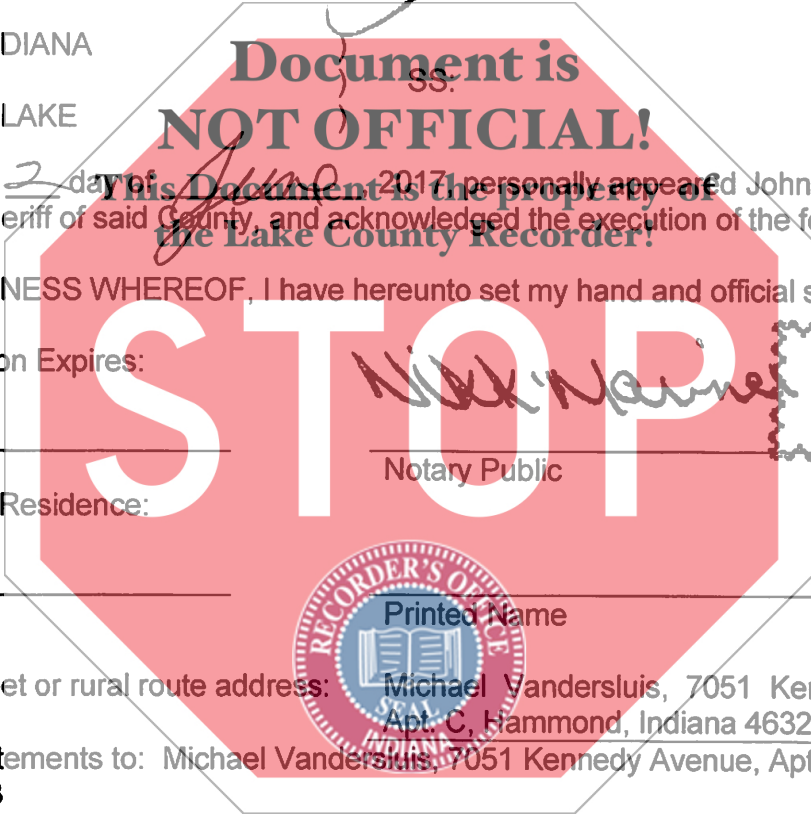 DIANA
Document is
SS:
LAKE
NOT OFFICIAL!
2 day of June 2017, personally appeared John
This Document is the property of
eriff of said County, and acknowledged the execution of the fo
the Lake County Recorder!
NESS WHEREOF, I have hereunto set my hand and official s
on Expires:
STOP
Notary Public
Residence:
RECORDER'S OFFICE
SEAL
INDIANA
Printed Name
et or rural route address: Michael Vandersluis, 7051 Ken
Apt. C, Hammond, Indiana 4632
tements to: Michael Vandersluis, 7051 Kennedy Avenue, Apt
3